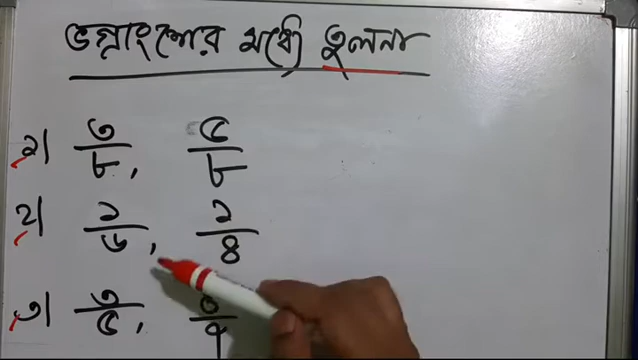 ভগ্নাংশের মধ্যে তুলনা
১| ৩/৮, ৫/৮
২| ১/৬, ১/৪
৩| ৩/৫,